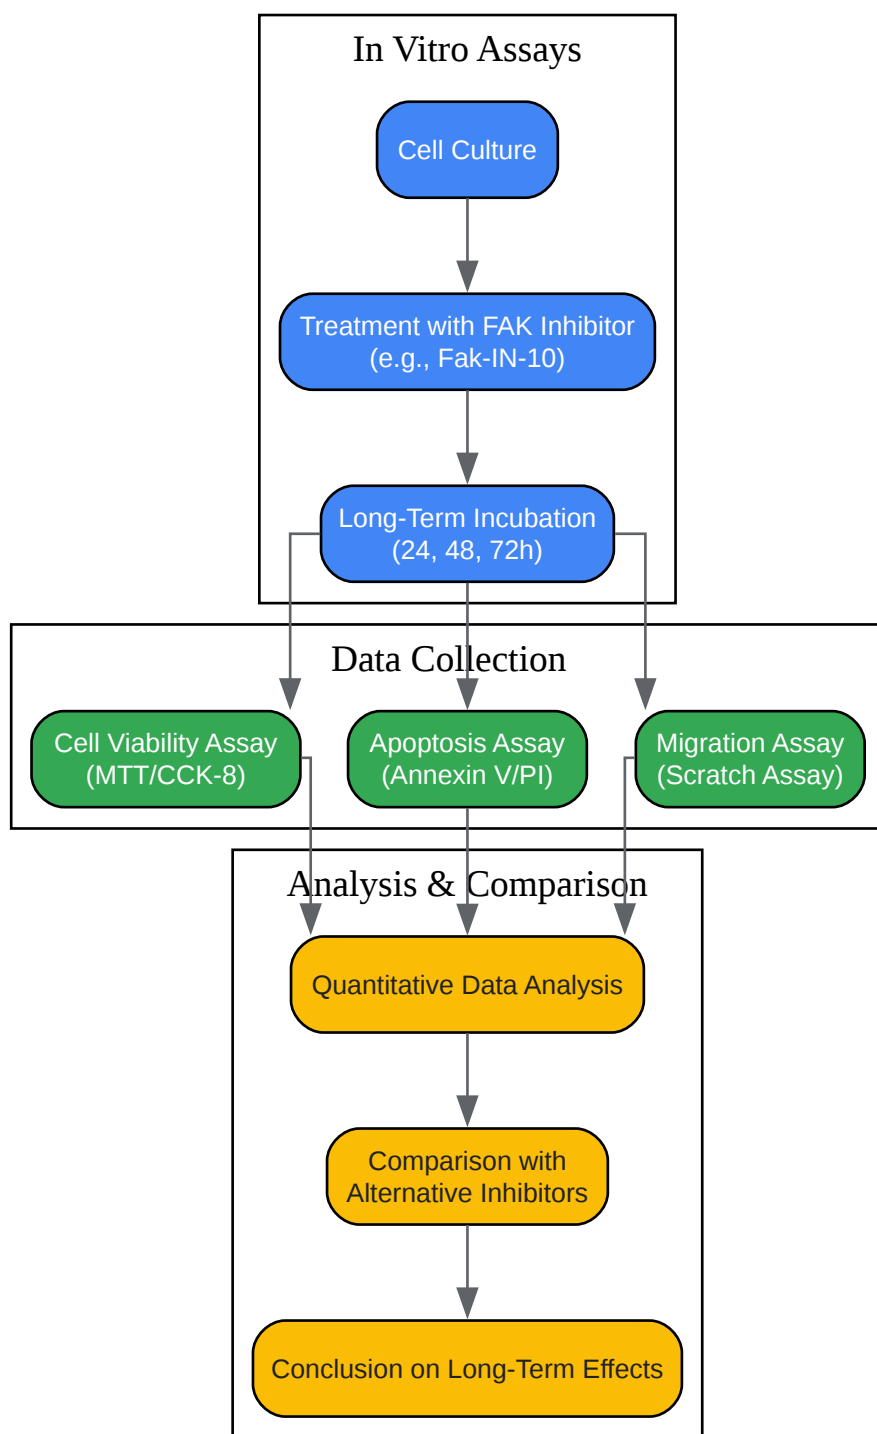 In Vitro Assays
Cell Culture
Treatment with FAK Inhibitor
(e.g., Fak-IN-10)
Long-Term Incubation
(24, 48, 72h)
Data Collection
Cell Viability Assay
(MTT/CCK-8)
Apoptosis Assay
(Annexin V/PI)
Migration Assay
(Scratch Assay)
Analysis & Comparison
Quantitative Data Analysis
Comparison with
Alternative Inhibitors
Conclusion on Long-Term Effects